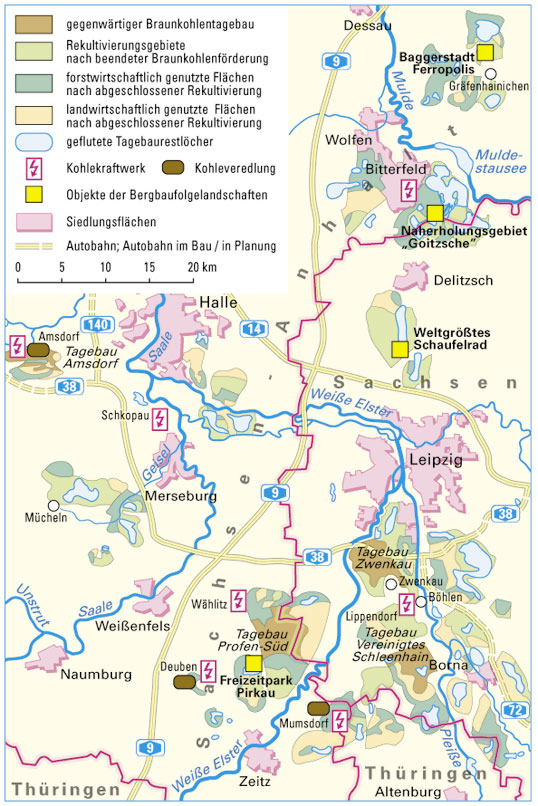 gegenwärtiger Braunkohlentagebau
Rekultivierungsgebiete
nach beendeter Braunkohlenförderung
forstwirtschaftlich genutzte Flächen
nach abgeschlossener Rekultivierung
landwirtschaftlich genutzte Flächen
nach abgeschlossener Rekultivierung
geflutete Tagebaurestlöcher
Kohlekraftwerk
Kohleveredlung
Objekte der Bergbaufolgelandschaften
Siedlungsflächen
Autobahn; Autobahn im Bau / in Planung
0 5 10 15 20 km
Dessau
9
Mulde
Baggerstadt
Ferropolis
Gräfenhainichen
Wolfen
Bitterfeld
Mulde-
stausee
Naherholungsgebiet
„Goitzsche"
Delitzsch
Halle
140
14
Saale
Amsdorf
Tagebau
Amsdorf
38
Weltgrößtes
Schaufelrad
Sachsen
Sachsen-Anhalt
Weiße Elster
Schkopau
Leipzig
Geisel
Merseburg
Mücheln
9
38
Tagebau
Zwenkau
Zwenkau
Böhlen
Lippendorf
Unstrut
Saale
Weißenfels
Wählitz
Tagebau
Profen-Süd
Tagebau
Vereinigtes
Schleenhain
Borna
72
Naumburg
Deuben
Freizeitpark
Pirkau
Mumsdorf
9
Weiße Elster
Zeitz
Pleiße
Thüringen
Thüringen
Altenburg